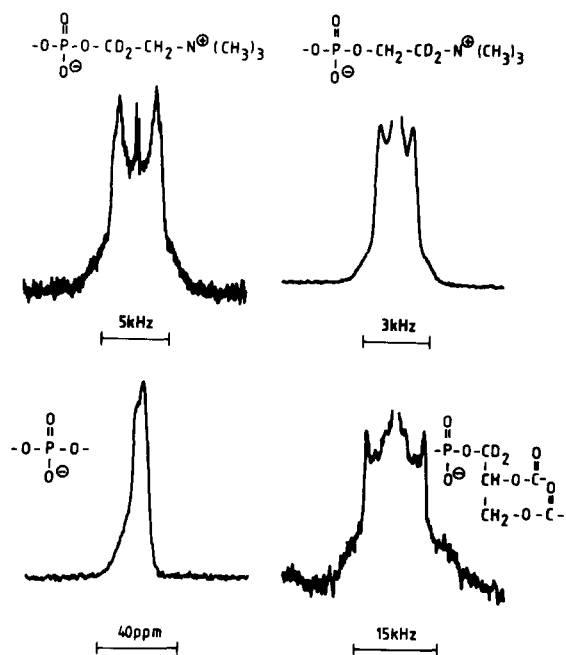 O
-O-P-O-CD₂-CH₂-N⊕(CH₃)₃
O⊖
O
-O-P-O-CH₂-CD₂-N⊕(CH₃)₃
O⊖
5kHz
3kHz
O
-O-P-O-
O⊖
O
-P-O-CD₂
O⊖
O
CH-O-C-
O
CH₂-O-C-
40ppm
15kHz